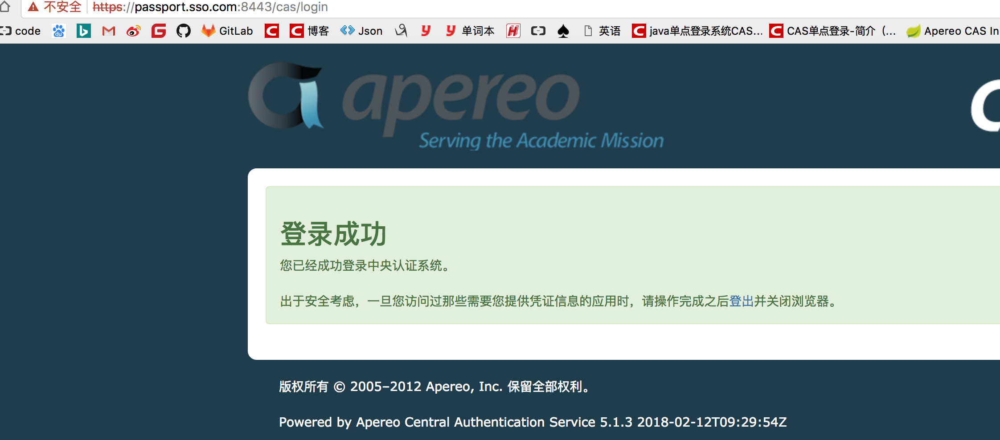 不安全 https://passport.sso.com:8443/cas/login
code GitLab 博客 Json 单词本 英语 java单点登录系统CAS... CAS单点登录-简介（... Apereo CAS In
apereo
Serving the Academic Mission
C
登录成功
您已经成功登录中央认证系统。
出于安全考虑，一旦您访问过那些需要您提供凭证信息的应用时，请操作完成之后登出并关闭浏览器。
版权所有 © 2005–2012 Apereo, Inc. 保留全部权利。
Powered by Apereo Central Authentication Service 5.1.3 2018-02-12T09:29:54Z